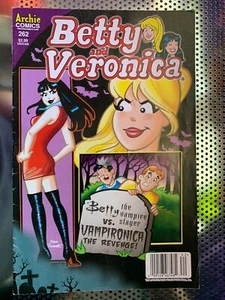 Archie
COMICS
262
Betty
and
Veronica
Betty the
vampire
slayer
vs.
VAMPIRONICA
THE REVENGE!